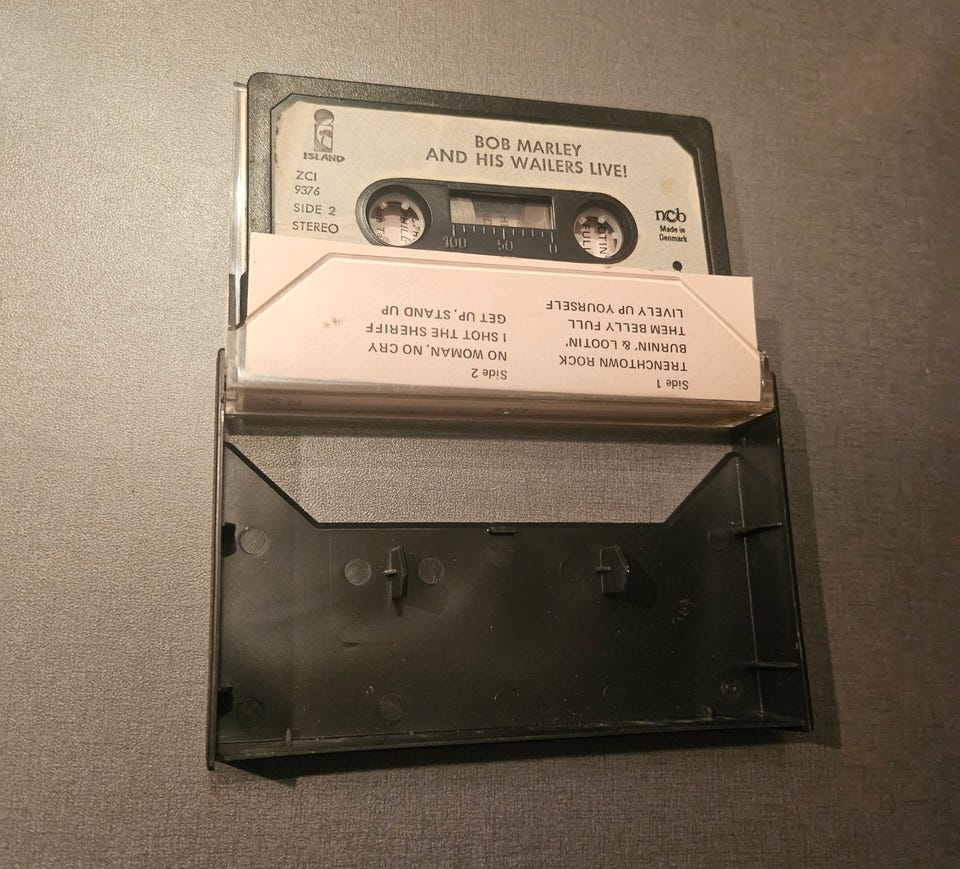 ISLAND
BOB MARLEY
AND HIS WAILERS LIVE!
ZCI
9376
SIDE 2
STEREO
ncb
Made in
Denmark
100 50 0
Side 1
TRENCHTOWN ROCK
BURNIN' & LOOTIN'
THEM BELLY FULL
LIVELY UP YOURSELF
Side 2
NO WOMAN, NO CRY
I SHOT THE SHERIFF
GET UP, STAND UP